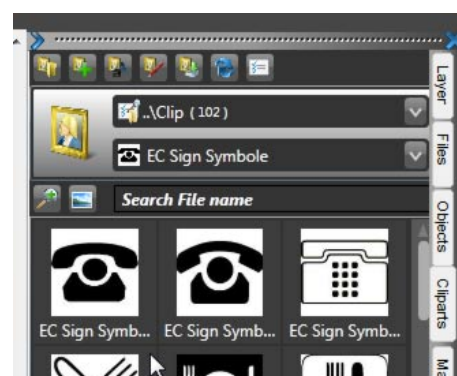 ..\Clip (102)
EC Sign Symbole
Search File name
EC Sign Symb... EC Sign Symb... EC Sign Symb...
Layer
Files
Objects
Cliparts